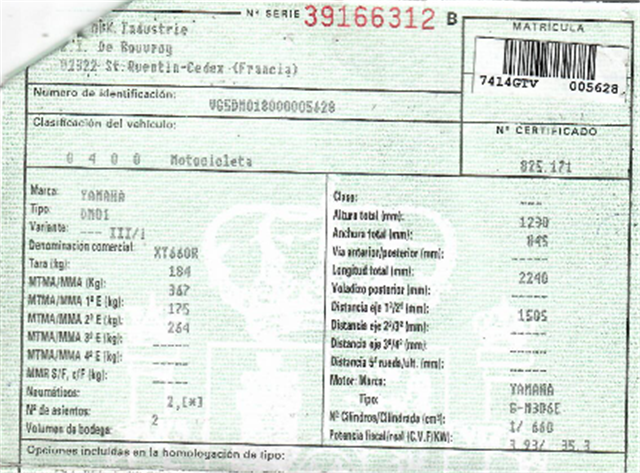 Nº SERIE 39166312 B
Industrie
De Rouvroy
02322 St.Quentin-Cedex (Francia)
MATRÍCULA
7414GTV 005628
Número de identificación:
VG5DM018000005628
Clasificación del vehículo:
0 4 0 0 Motocicleta
Nº CERTIFICADO
825.171
Marca: YAMAHA
Tipo: DM01
Variante: --- III/1
Denominación comercial: XT660R
Tara (kg): 184
MTMA/MMA (Kg): 367
MTMA/MMA 1º E (kg): 175
MTMA/MMA 2º E (kg): 264
MTMA/MMA 3º E (kg): -----
MTMA/MMA 4º E (kg):
MMR S/F, c/F (kg): -----
Neumáticos: 2,[*]
Nº de asientos: 2
Volumen de bodega:
Clase: ---
Altura total (mm): 1230
Anchura total (mm): 845
Vía anterior/posterior (mm): ----
Longitud total (mm): 2240
Voladizo posterior (mm): -----
Distancia eje 1º/2º (mm): 1505
Distancia eje 2º/3º (mm): -----
Distancia eje 3º/4º (mm): -----
Distancia 5ª rueda/ult. (mm): -----
Motor: Marca: YAMAHA
Tipo: G-M306E
Nº Cilindros/Cilindrada (cm³): 1/ 660
Potencia fiscal/real (C.V.F/KW): 3.93/ 35.3
Opciones incluidas en la homologación de tipo: